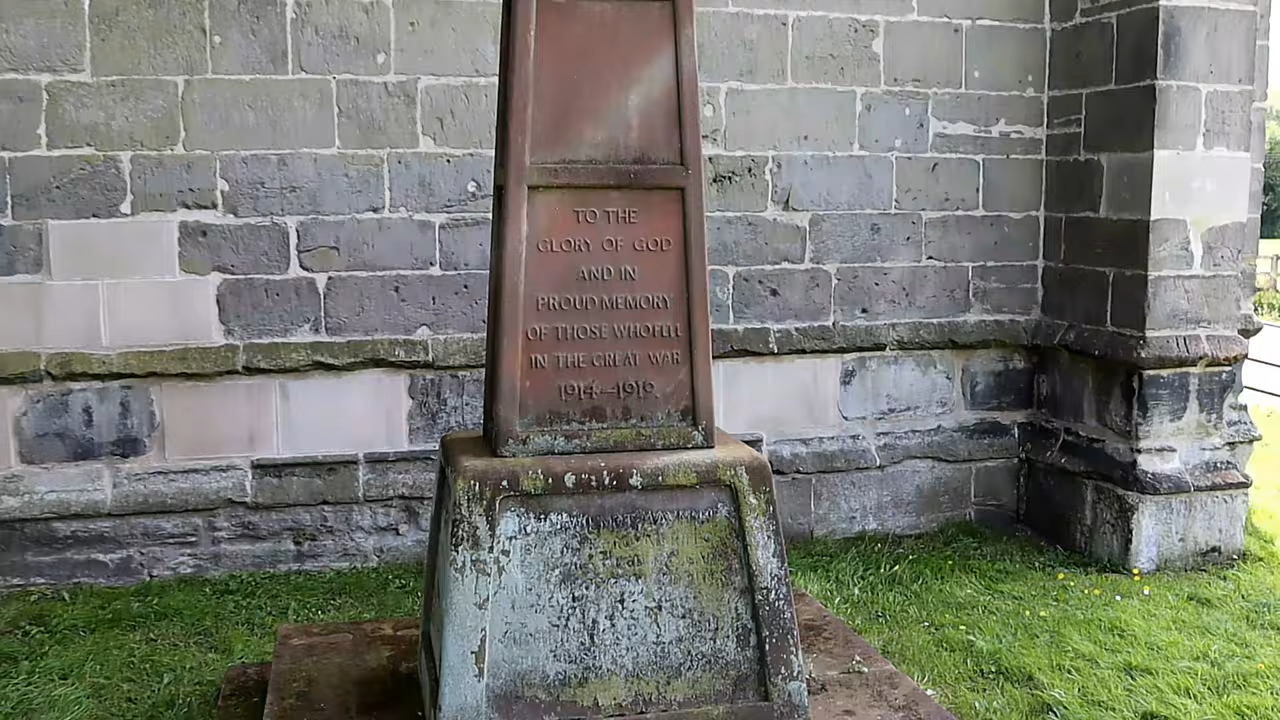 TO THE
GLORY OF GOD
AND IN
PROUD MEMORY
OF THOSE WHO FELL
IN THE GREAT WAR
1914–1919